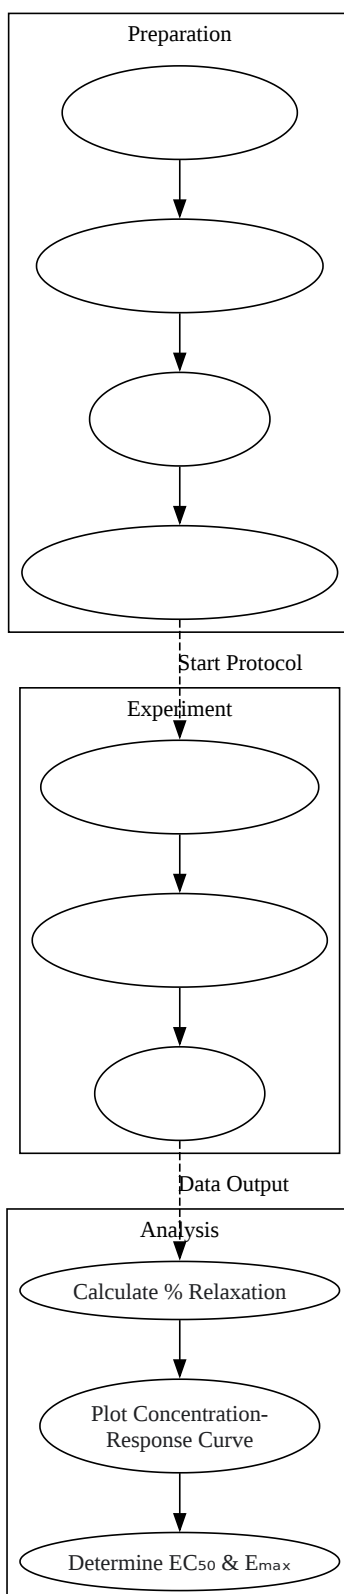 Preparation
Start Protocol
Experiment
Data Output
Analysis
Calculate % Relaxation
Plot Concentration-
Response Curve
Determine EC₅₀ & Eₘₐₓ